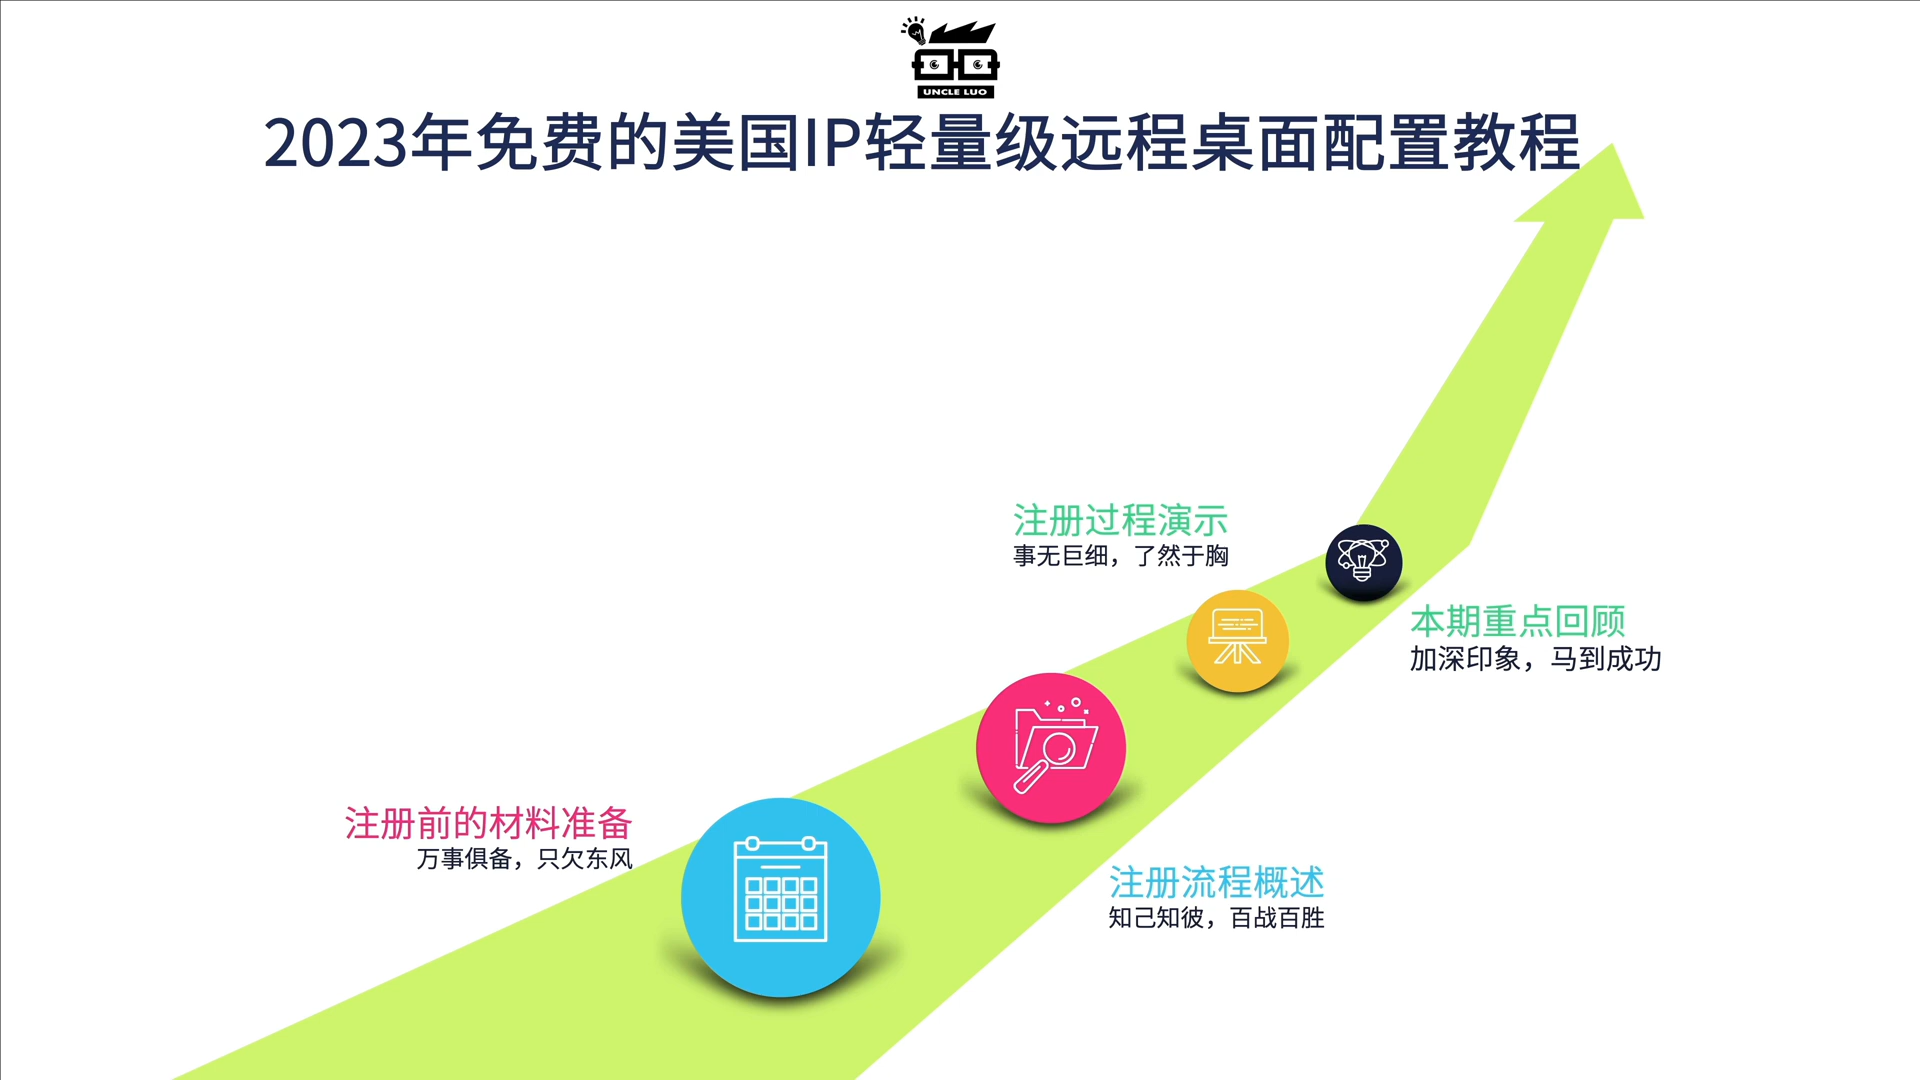 UNCLE LUO
2023年免费的美国IP轻量级远程桌面配置教程
注册前的材料准备
万事俱备，只欠东风
注册流程概述
知己知彼，百战百胜
注册过程演示
事无巨细，了然于胸
本期重点回顾
加深印象，马到成功